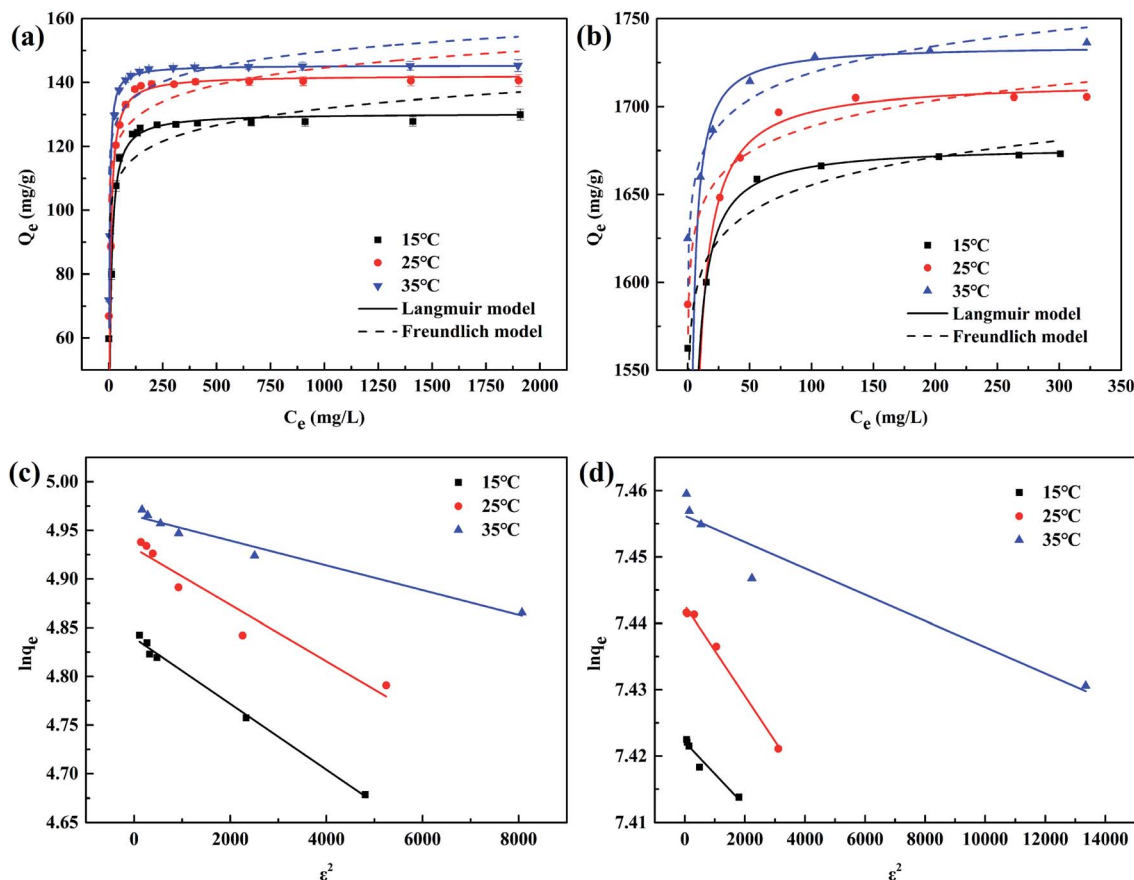 (a)
160
140
120
100
80
60
Qe (mg/g)
15°C
25°C
35°C
Langmuir model
Freundlich model
0 250 500 750 1000 1250 1500 1750 2000
Ce (mg/L)
(b)
1750
1700
1650
1600
1550
Qe (mg/g)
15°C
25°C
35°C
Langmuir model
Freundlich model
0 50 100 150 200 250 300 350
Ce (mg/L)
(c)
5.00
4.95
4.90
4.85
4.80
4.75
4.70
4.65
lnqe
15°C
25°C
35°C
0 2000 4000 6000 8000
ε²
(d)
7.46
7.45
7.44
7.43
7.42
7.41
lnqe
15°C
25°C
35°C
0 2000 4000 6000 8000 10000 12000 14000
ε²